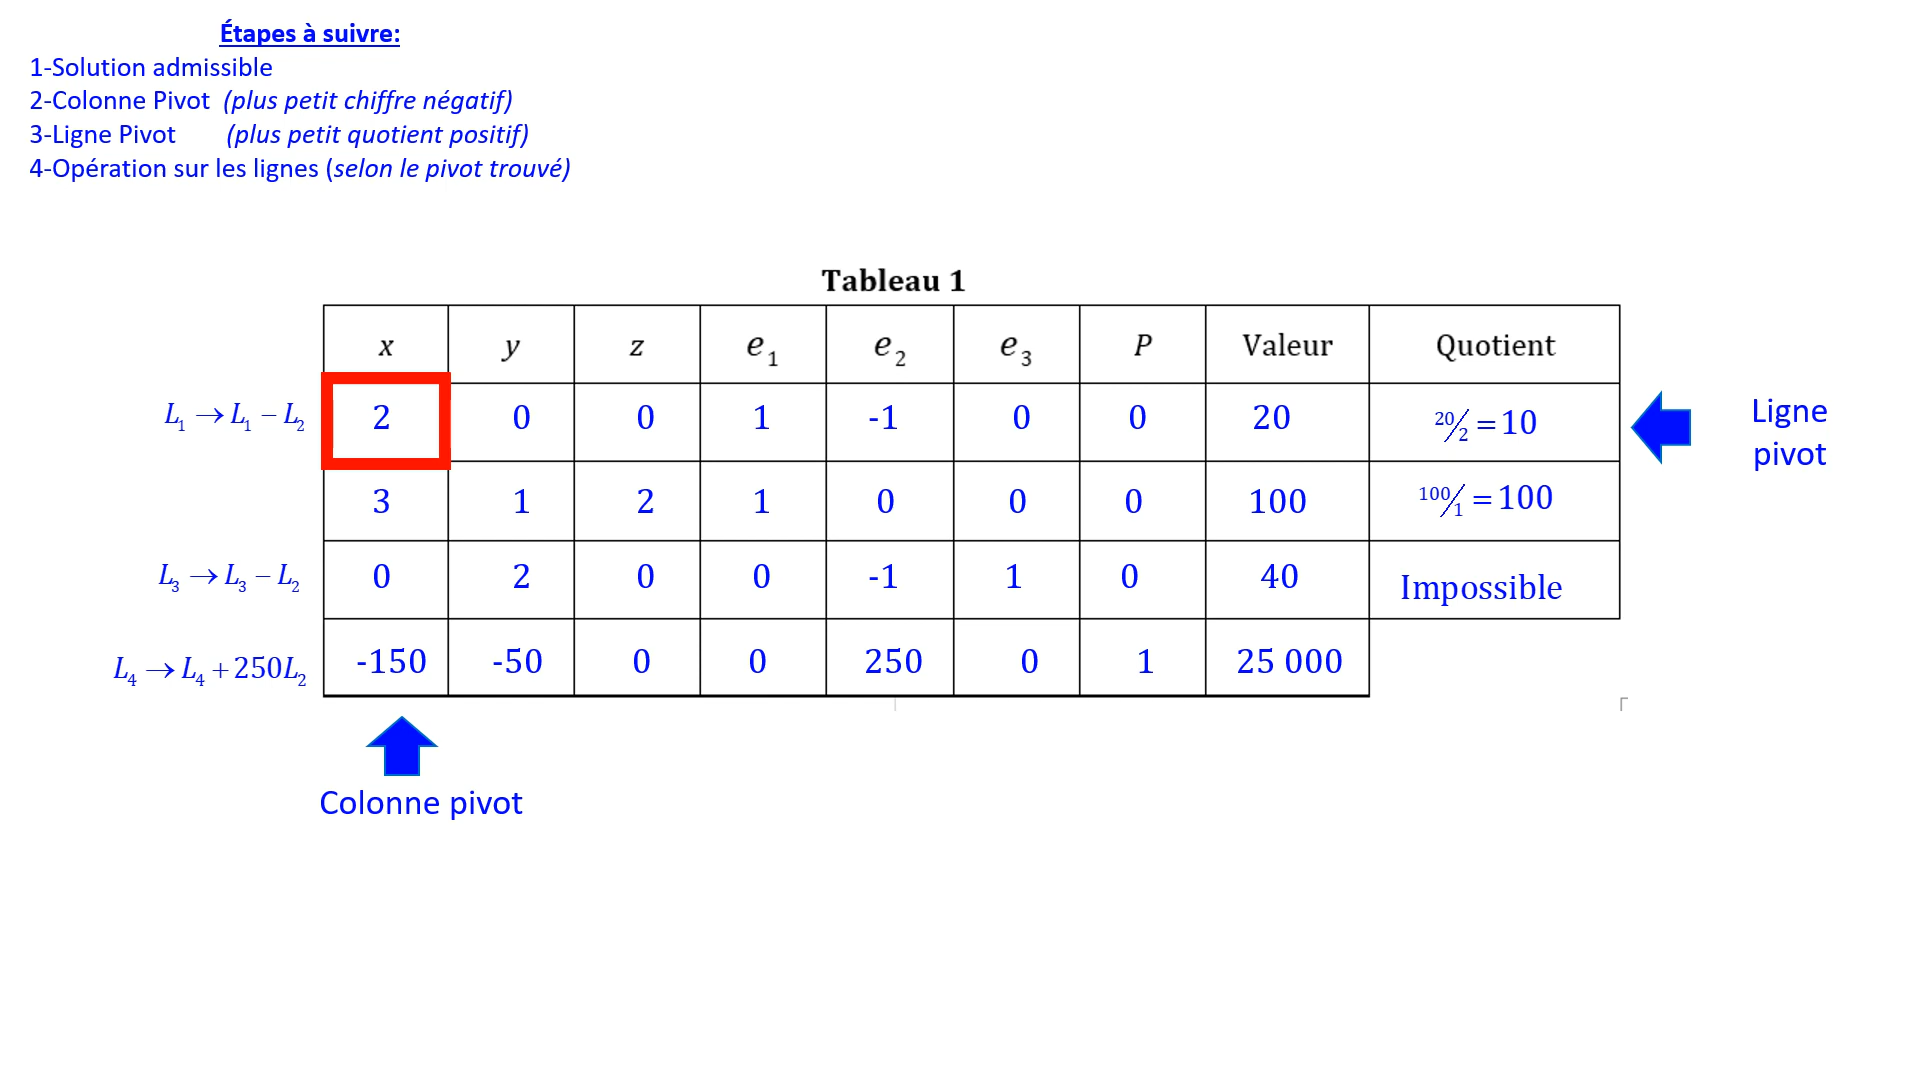 Étapes à suivre:
1-Solution admissible
2-Colonne Pivot (plus petit chiffre négatif)
3-Ligne Pivot (plus petit quotient positif)
4-Opération sur les lignes (selon le pivot trouvé)
Tableau 1
x y z e₁ e₂ e₃ P Valeur Quotient
L₁ → L₁ − L₂ 2 0 0 1 -1 0 0 20 20/2 = 10 Ligne pivot
3 1 2 1 0 0 0 100 100/1 = 100
L₃ → L₃ − L₂ 0 2 0 0 -1 1 0 40 Impossible
L₄ → L₄ + 250L₂ -150 -50 0 0 250 0 1 25 000
Colonne pivot